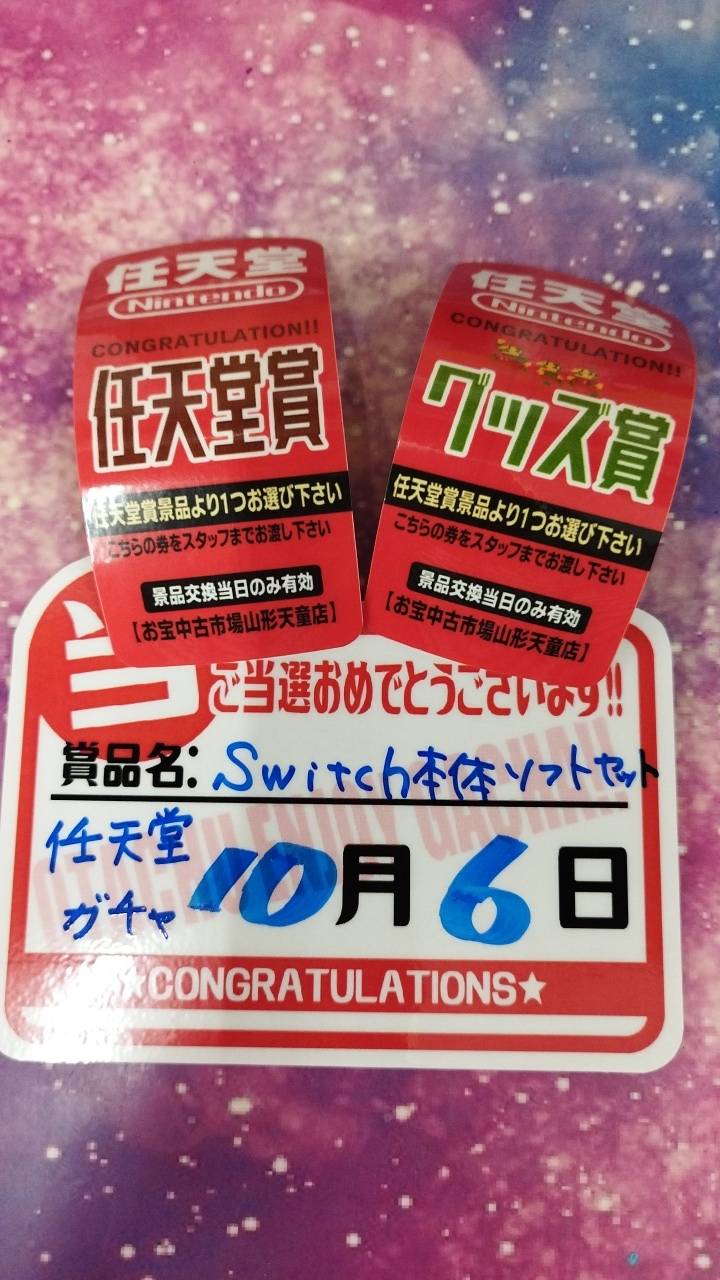 任天堂
Nintendo
CONGRATULATION!!
任天堂賞
任天堂賞景品より1つお選び下さい
こちらの券をスタッフまでお渡し下さい
景品交換当日のみ有効
【お宝中古市場山形天童店】
任天堂
Nintendo
CONGRATULATION!!
グッズ賞
任天堂賞景品より1つお選び下さい
こちらの券をスタッフまでお渡し下さい
景品交換当日のみ有効
【お宝中古市場山形天童店】
当
ご当選おめでとうございます!!
賞品名: Switch本体ソフトセット
任天堂
ガチャ
10月6日
★CONGRATULATIONS★